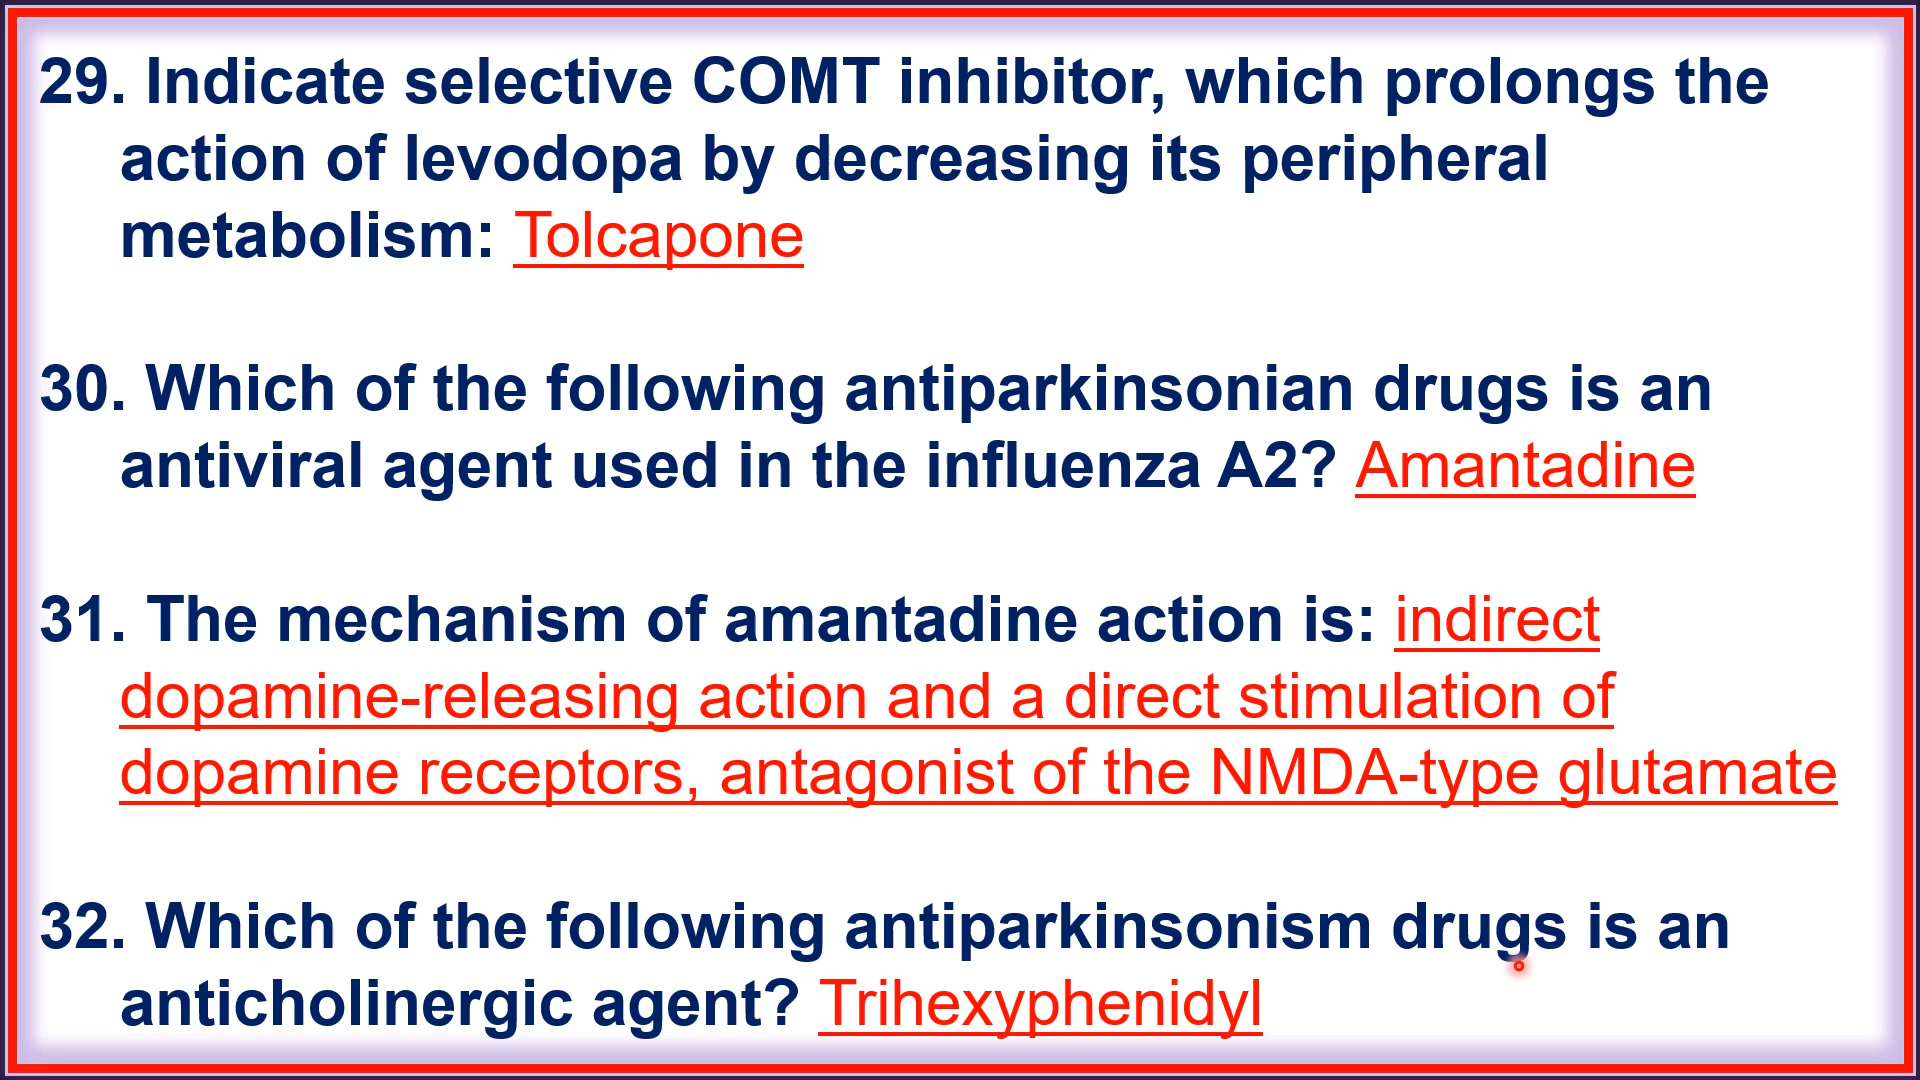 29. Indicate selective COMT inhibitor, which prolongs the
action of levodopa by decreasing its peripheral
metabolism: Tolcapone
30. Which of the following antiparkinsonian drugs is an
antiviral agent used in the influenza A2? Amantadine
31. The mechanism of amantadine action is: indirect
dopamine-releasing action and a direct stimulation of
dopamine receptors, antagonist of the NMDA-type glutamate
32. Which of the following antiparkinsonism drugs is an
anticholinergic agent? Trihexyphenidyl